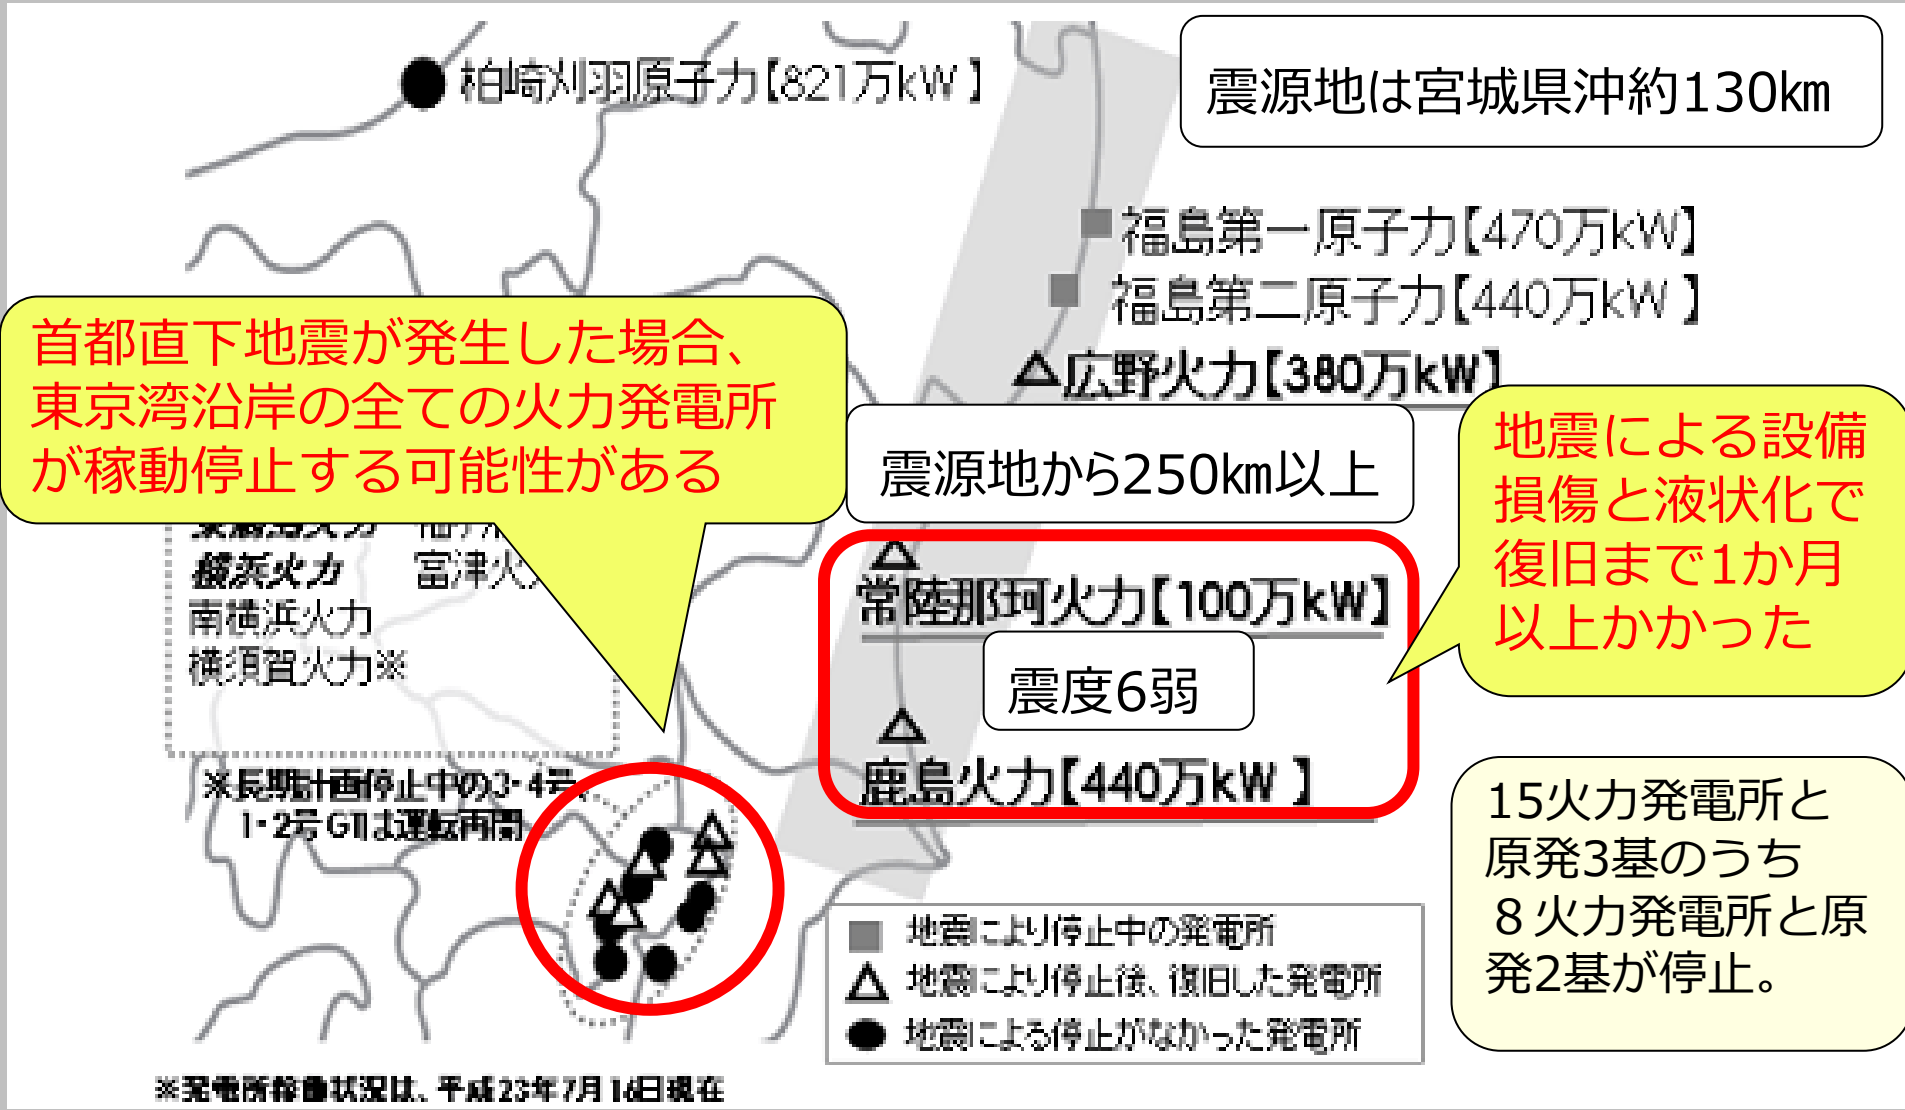 柏崎刈羽原子力【821万kW】
震源地は宮城県沖約130㎞
福島第一原子力【470万kW】
福島第二原子力【440万kW】
広野火力【380万kW】
首都直下地震が発生した場合、
東京湾沿岸の全ての火力発電所
が稼動停止する可能性がある
震源地から250㎞以上
地震による設備
損傷と液状化で
復旧まで1か月
以上かかった
横浜火力
富津火
南横浜火力
横須賀火力※
常陸那珂火力【100万kW】
震度6弱
鹿島火力【440万kW】
※長期計画停止中の3・4号
1・2号GTは運転再開
15火力発電所と
原発3基のうち
８火力発電所と原
発2基が停止。
地震により停止中の発電所
地震により停止後、復旧した発電所
地震による停止がなかった発電所
※発電所稼働状況は、平成23年7月16日現在